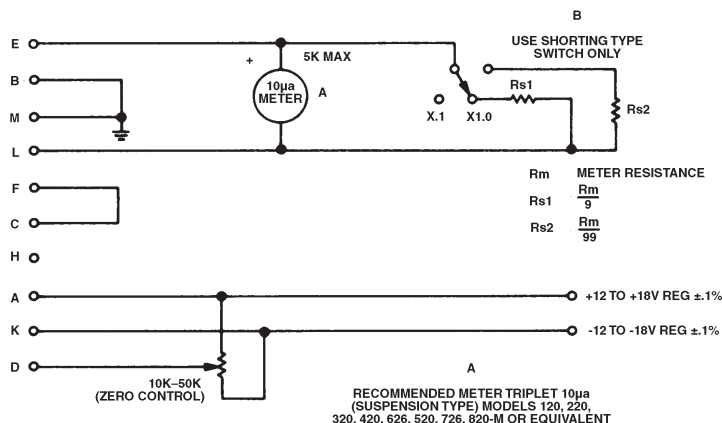 B
E
USE SHORTING TYPE
SWITCH ONLY
+
5K MAX
B
10µa
METER
A
Rs1
Rs2
M
X.1
X1.0
L
Rm METER RESISTANCE
F
Rs1 Rm
9
C
Rs2 Rm
99
H
A
+12 TO +18V REG ±.1%
K
-12 TO -18V REG ±.1%
D
A
10K–50K
(ZERO CONTROL)
RECOMMENDED METER TRIPLET 10µa
(SUSPENSION TYPE) MODELS 120, 220,
320, 420, 626, 520, 726, 820-M OR EQUIVALENT